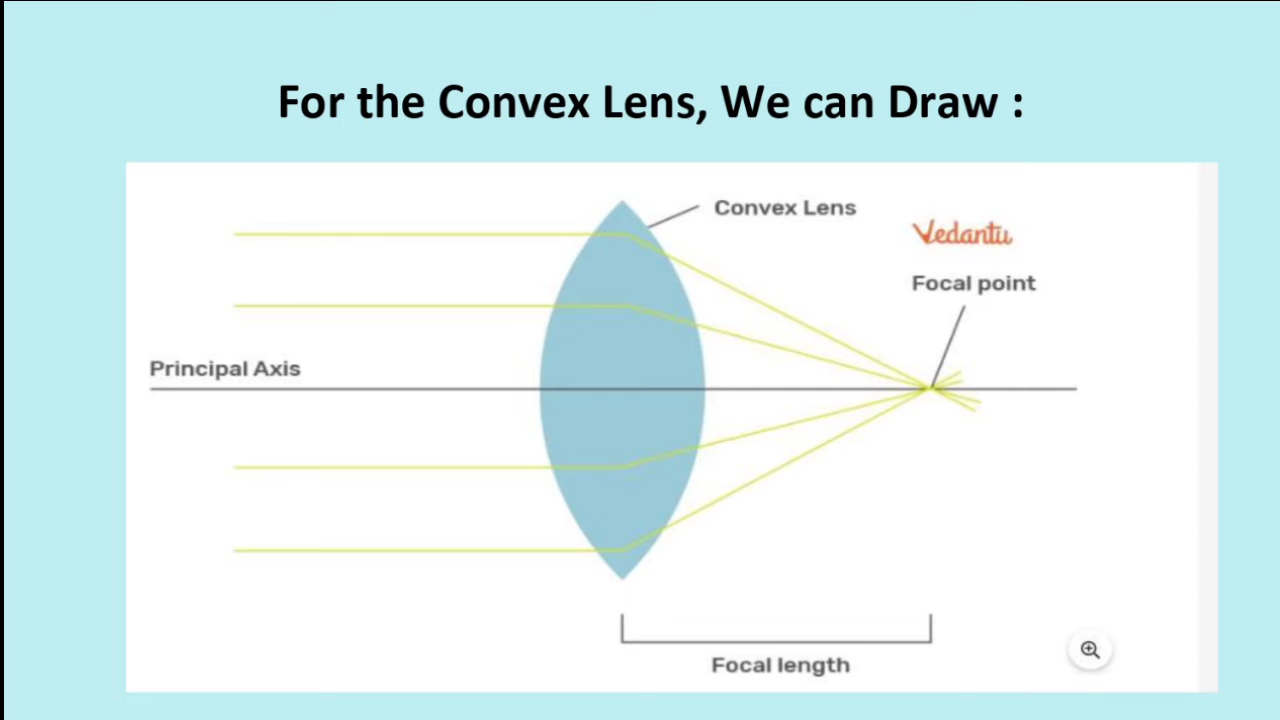 For the Convex Lens, We can Draw :
Convex Lens
Vedantu
Focal point
Principal Axis
Focal length